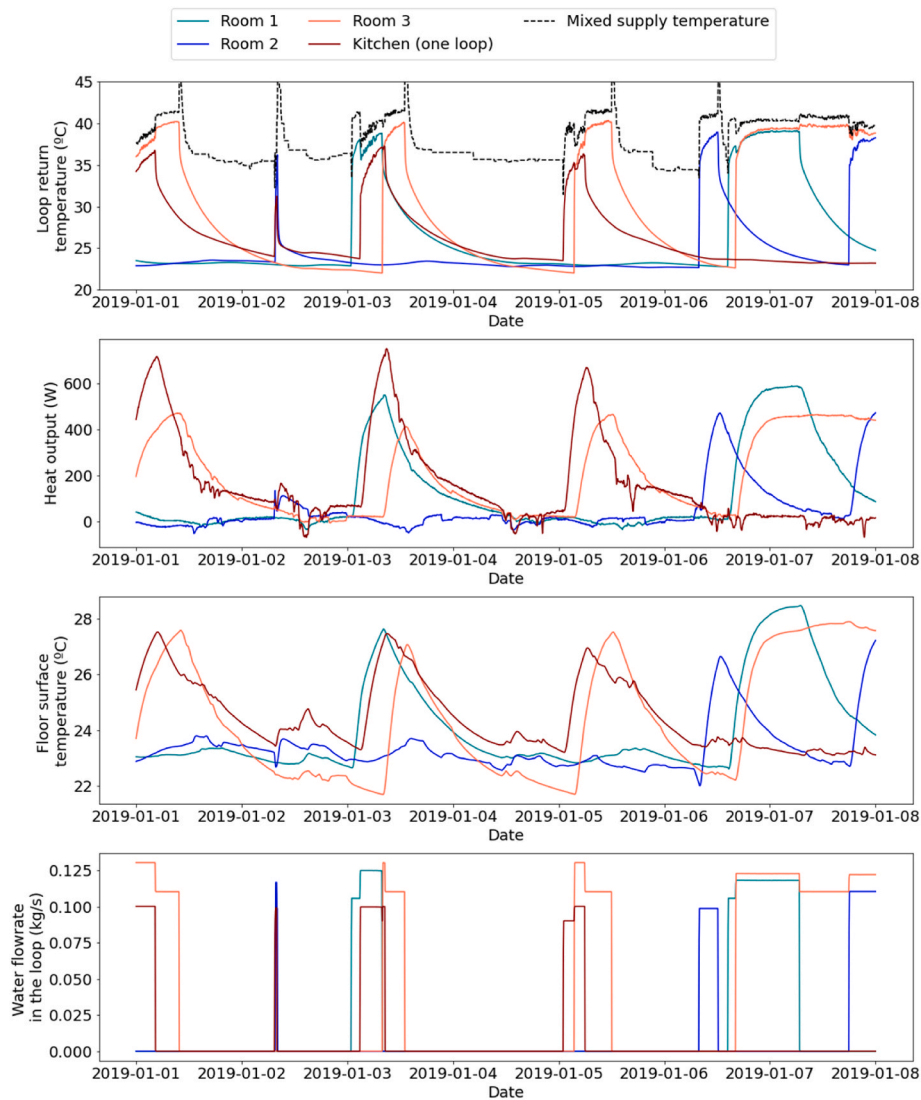 Room 1 Room 3 Mixed supply temperature
Room 2 Kitchen (one loop)
Loop return
temperature (ºC)
45
40
35
30
25
20
2019-01-01 2019-01-02 2019-01-03 2019-01-04 2019-01-05 2019-01-06 2019-01-07 2019-01-08
Date
Heat output (W)
600
400
200
0
2019-01-01 2019-01-02 2019-01-03 2019-01-04 2019-01-05 2019-01-06 2019-01-07 2019-01-08
Date
Floor surface
temperature (ºC)
28
26
24
22
2019-01-01 2019-01-02 2019-01-03 2019-01-04 2019-01-05 2019-01-06 2019-01-07 2019-01-08
Date
Water flowrate
in the loop (kg/s)
0.125
0.100
0.075
0.050
0.025
0.000
2019-01-01 2019-01-02 2019-01-03 2019-01-04 2019-01-05 2019-01-06 2019-01-07 2019-01-08
Date